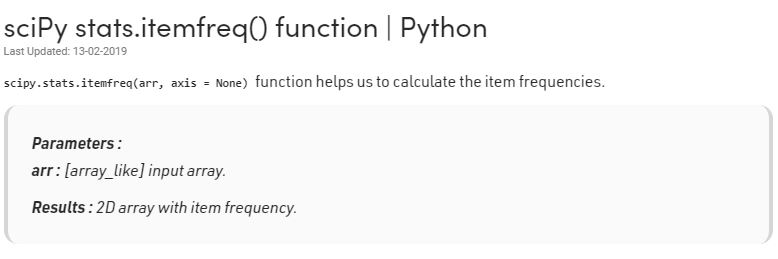 sciPy stats.itemfreq() function | Python
Last Updated: 13-02-2019
scipy.stats.itemfreq(arr, axis = None) function helps us to calculate the item frequencies.
Parameters :
arr : [array_like] input array.
Results : 2D array with item frequency.